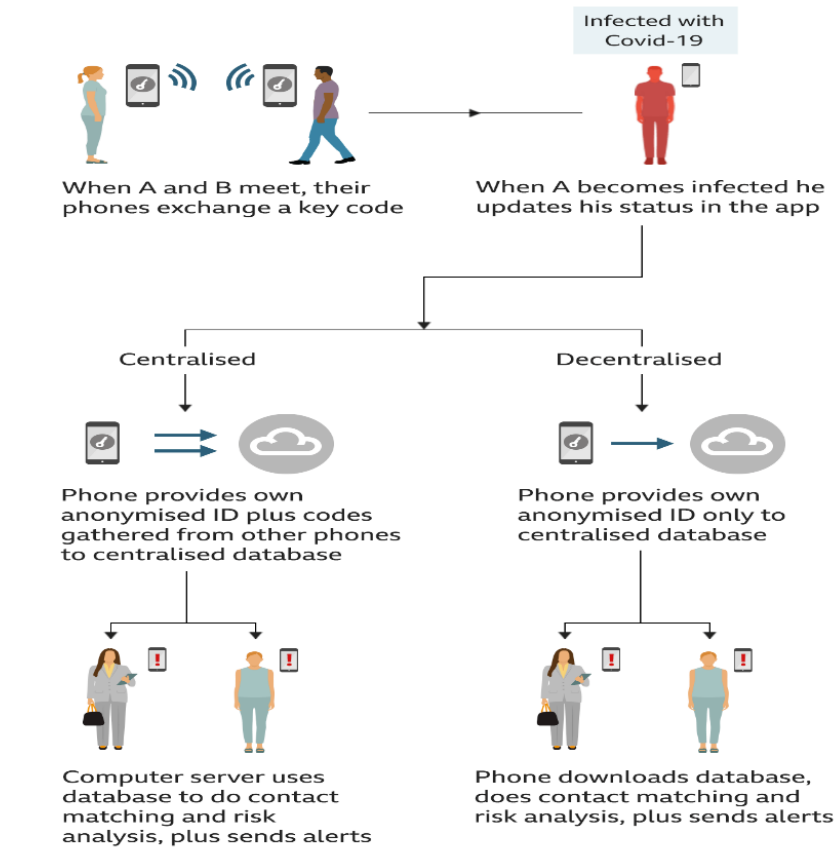 Infected with
Covid-19
When A and B meet, their
phones exchange a key code
When A becomes infected he
updates his status in the app
Centralised
Decentralised
Phone provides own
anonymised ID plus codes
gathered from other phones
to centralised database
Phone provides own
anonymised ID only to
centralised database
!
!
!
!
Computer server uses
database to do contact
matching and risk
analysis, plus sends alerts
Phone downloads database,
does contact matching and
risk analysis, plus sends alerts